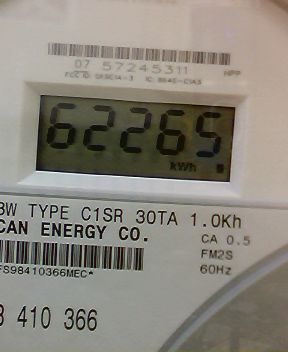 07 57245311
62265
kWh
3W TYPE C1SR 30TA 1.0Kh
CAN ENERGY CO.
CA 0.5
FM2S
60Hz
FS98410366MEC*
410 366